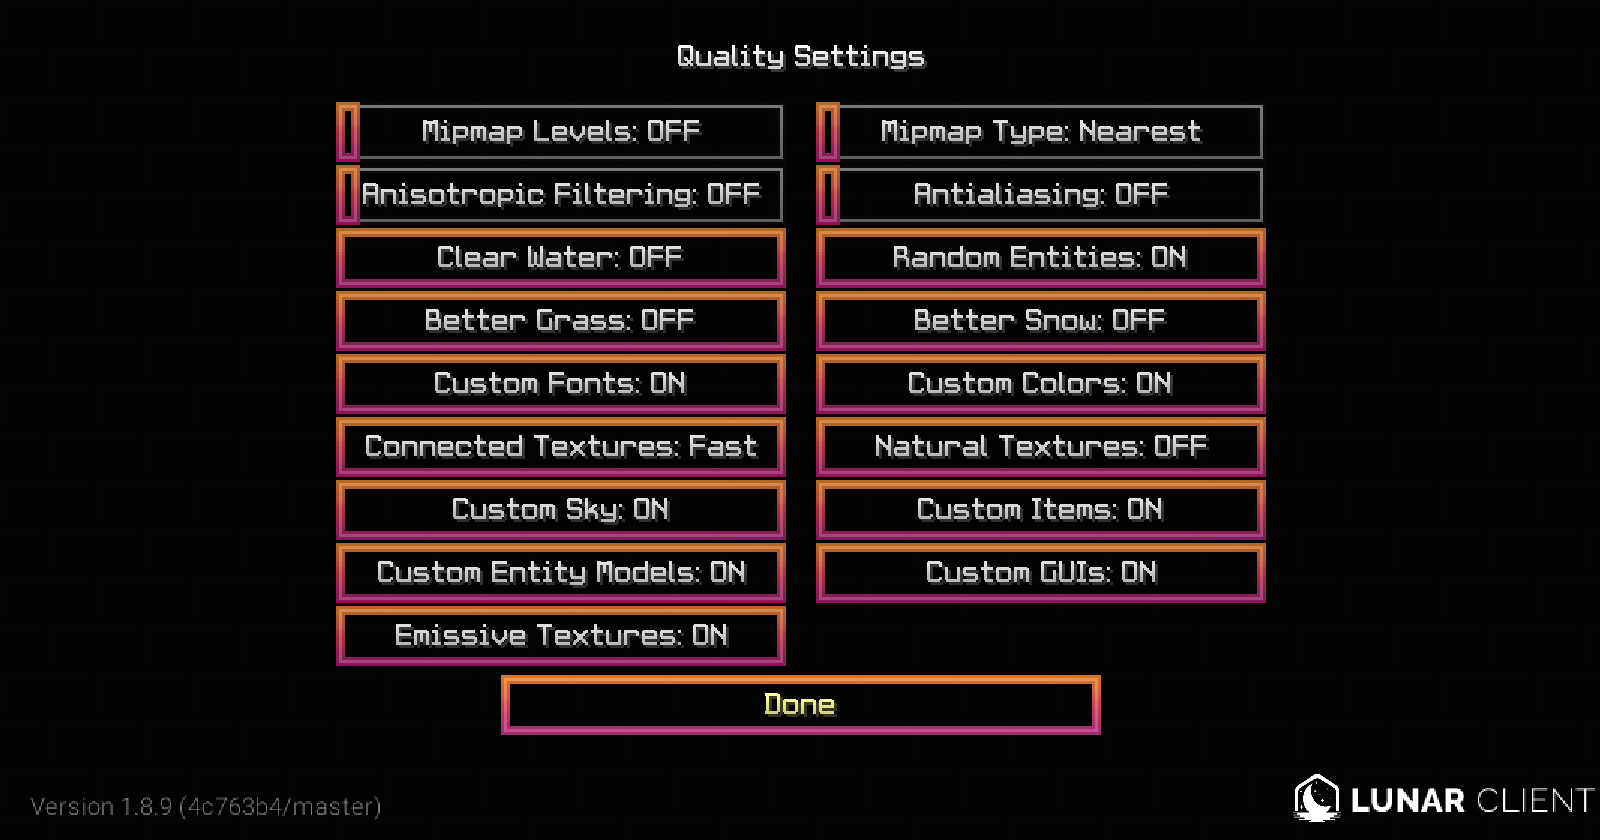 Quality Settings
Mipmap Levels: OFF
Mipmap Type: Nearest
Anisotropic Filtering: OFF
Antialiasing: OFF
Clear Water: OFF
Random Entities: ON
Better Grass: OFF
Better Snow: OFF
Custom Fonts: ON
Custom Colors: ON
Connected Textures: Fast
Natural Textures: OFF
Custom Sky: ON
Custom Items: ON
Custom Entity Models: ON
Custom GUIs: ON
Emissive Textures: ON
Done
Version 1.8.9 (4c763b4/master)
LUNAR CLIENT